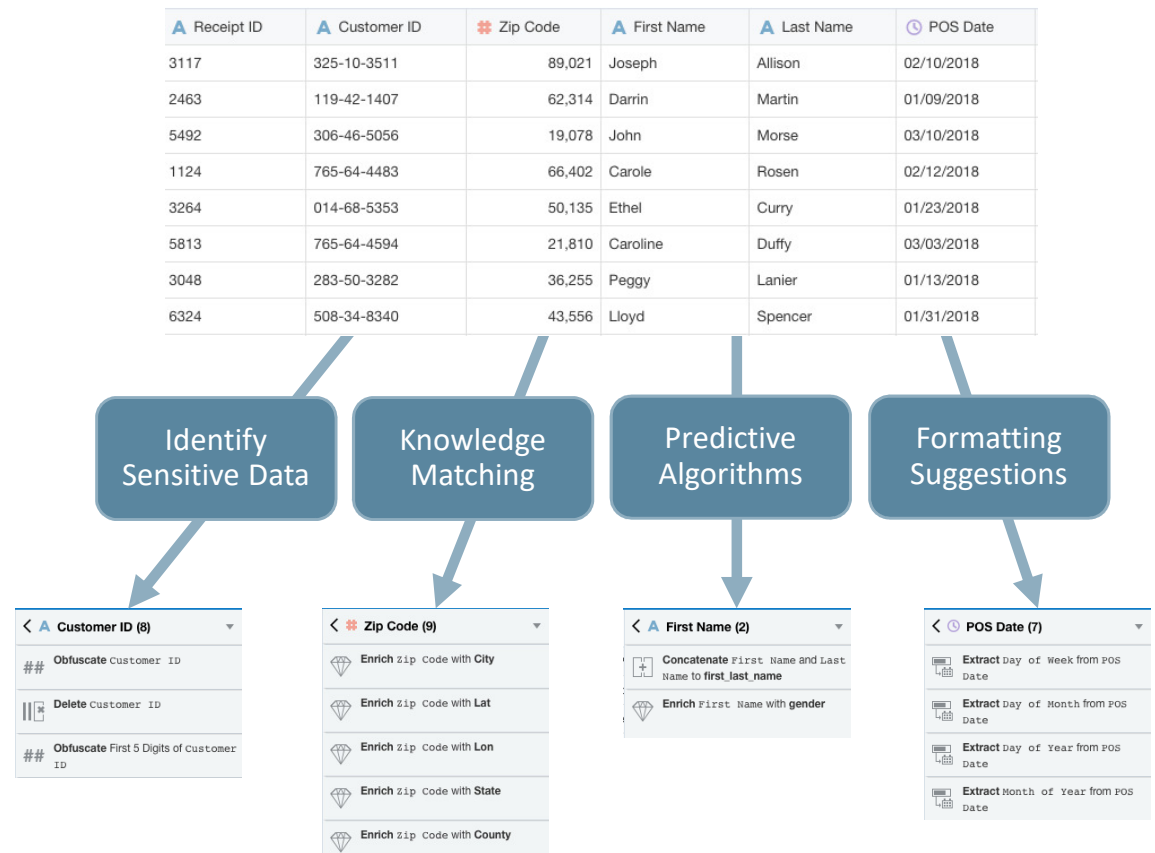 Receipt ID Customer ID Zip Code First Name Last Name POS Date
3117 325-10-3511 89,021 Joseph Allison 02/10/2018
2463 119-42-1407 62,314 Darrin Martin 01/09/2018
5492 306-46-5056 19,078 John Morse 03/10/2018
1124 765-64-4483 66,402 Carole Rosen 02/12/2018
3264 014-68-5353 50,135 Ethel Curry 01/23/2018
5813 765-64-4594 21,810 Caroline Duffy 03/03/2018
3048 283-50-3282 36,255 Peggy Lanier 01/13/2018
6324 508-34-8340 43,556 Lloyd Spencer 01/31/2018
Identify
Sensitive Data
Knowledge
Matching
Predictive
Algorithms
Formatting
Suggestions
Customer ID (8)
## Obfuscate Customer ID
Delete Customer ID
## Obfuscate First 5 Digits of Customer
ID
Zip Code (9)
Enrich Zip Code with City
Enrich Zip Code with Lat
Enrich Zip Code with Lon
Enrich Zip Code with State
Enrich Zip Code with County
First Name (2)
Concatenate First Name and Last
Name to first_last_name
Enrich First Name with gender
POS Date (7)
Extract Day of Week from POS
Date
Extract Day of Month from POS
Date
Extract Day of Year from POS
Date
Extract Month of Year from POS
Date